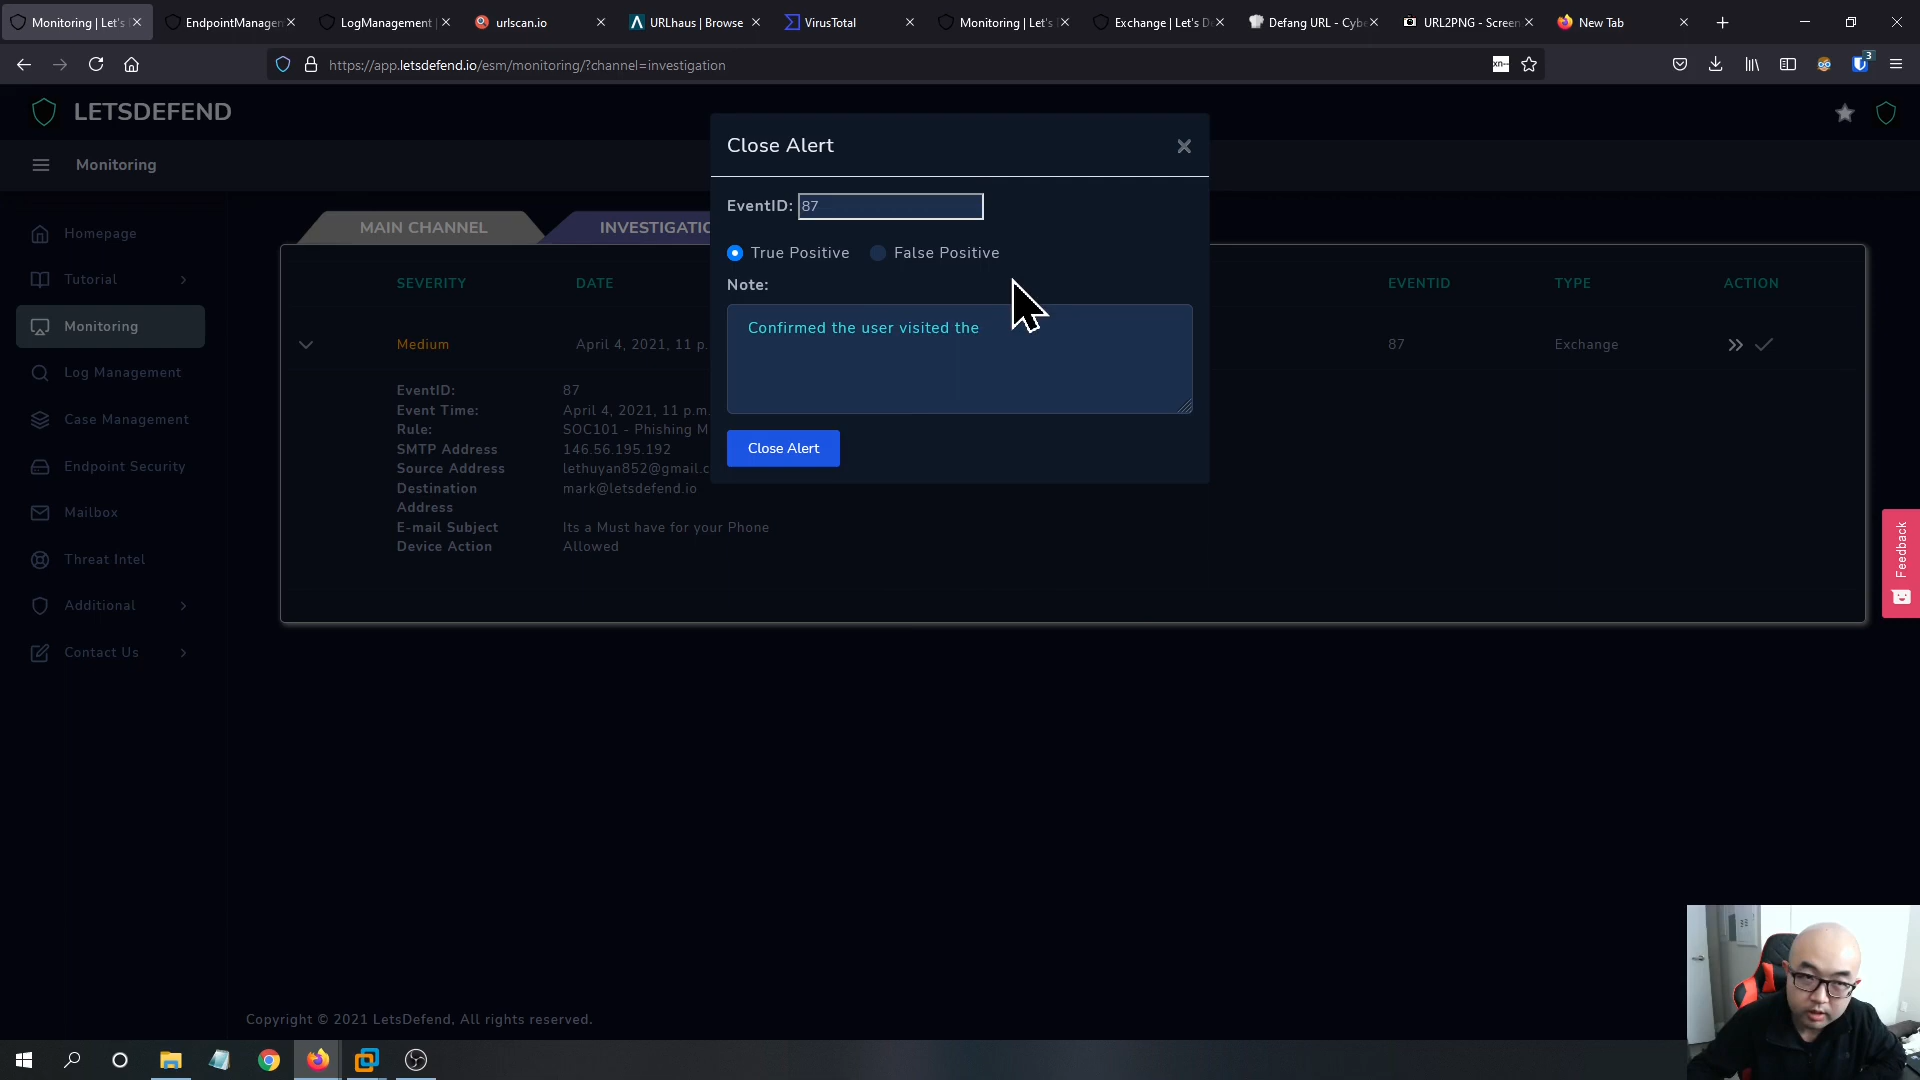 Monitoring | Let's
EndpointManagen
LogManagement |
urlscan.io
URLhaus | Browse
VirusTotal
Monitoring | Let's
Exchange | Let's D
Defang URL - Cybe
URL2PNG - Screen
New Tab
https://app.letsdefend.io/esm/monitoring/?channel=investigation
3
LETSDEFEND
Monitoring
Homepage
Tutorial
Monitoring
Log Management
Case Management
Endpoint Security
Mailbox
Threat Intel
Additional
Contact Us
MAIN CHANNEL
INVESTIGATIO
SEVERITY
DATE
EVENTID
TYPE
ACTION
Medium
April 4, 2021, 11 p.
87
Exchange
EventID:
87
Event Time:
April 4, 2021, 11 p.m.
Rule:
SOC101 - Phishing M
SMTP Address
146.56.195.192
Source Address
lethuyan852@gmail.c
Destination Address
mark@letsdefend.io
E-mail Subject
Its a Must have for your Phone
Device Action
Allowed
Close Alert
EventID: 87
True Positive
False Positive
Note:
Confirmed the user visited the
Close Alert
Feedback
Copyright © 2021 LetsDefend, All rights reserved.